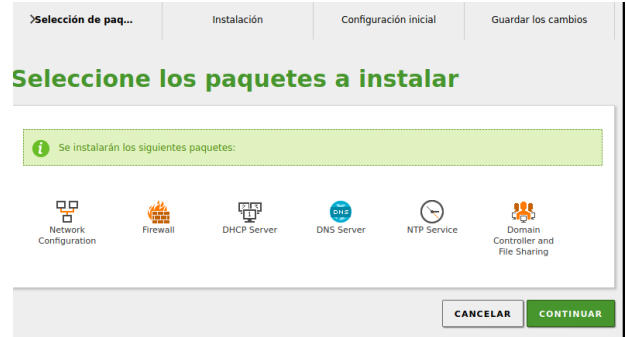 Selección de paq...
Instalación
Configuración inicial
Guardar los cambios
Seleccione los paquetes a instalar
i
Se instalarán los siguientes paquetes:
Network
Configuration
Firewall
DHCP Server
DNS
DNS Server
NTP Service
Domain
Controller and
File Sharing
CANCELAR
CONTINUAR